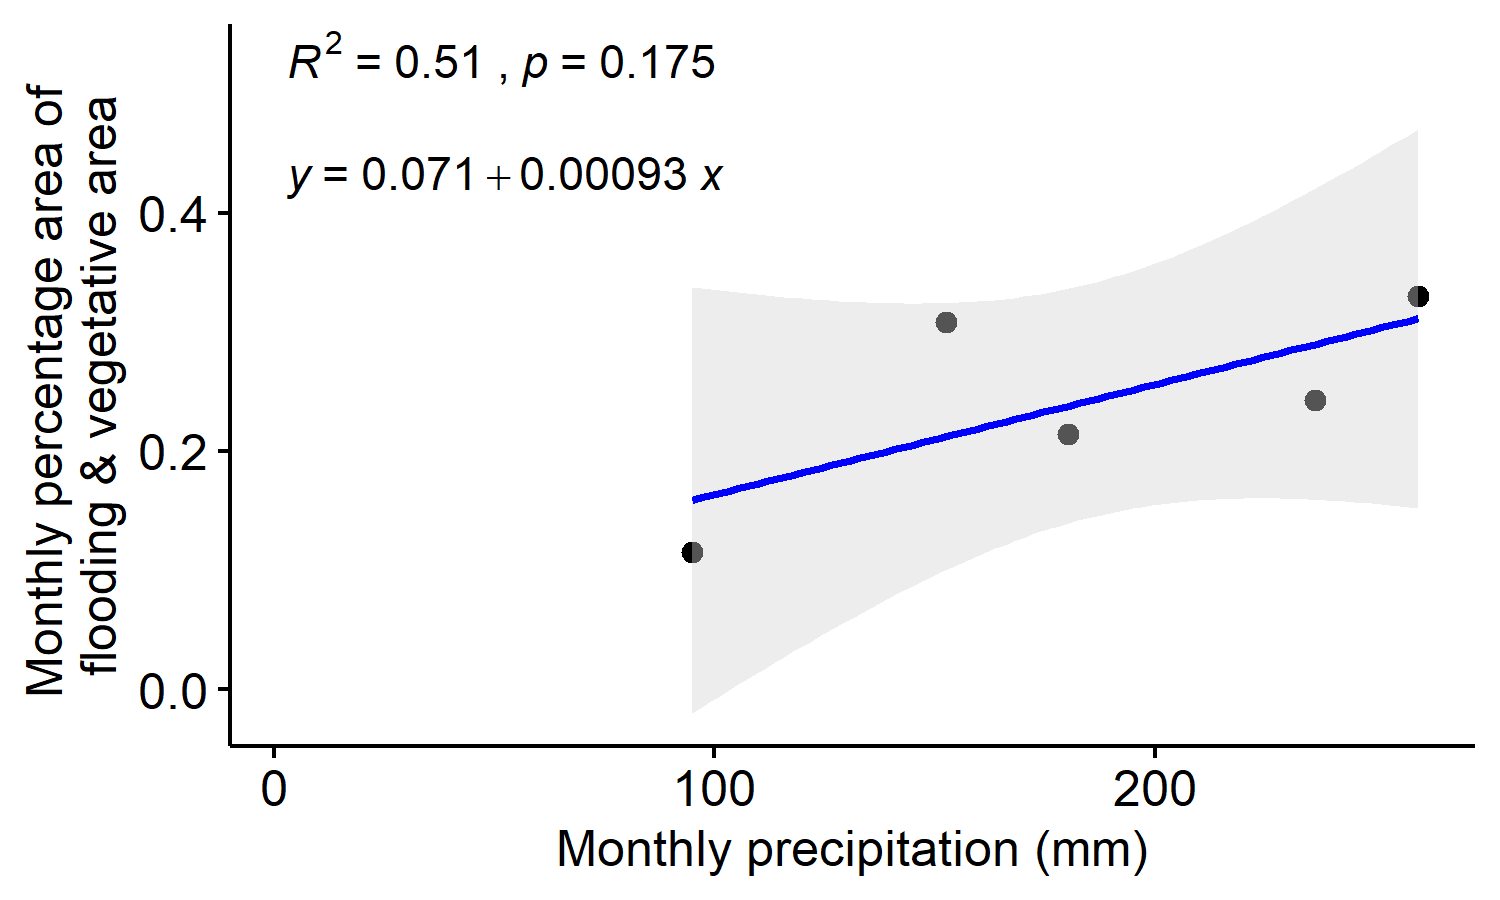 R² = 0.51 , p = 0.175
y = 0.071 + 0.00093 x
Monthly percentage area of
flooding & vegetative area
0.4
0.2
0.0
0 100 200
Monthly precipitation (mm)